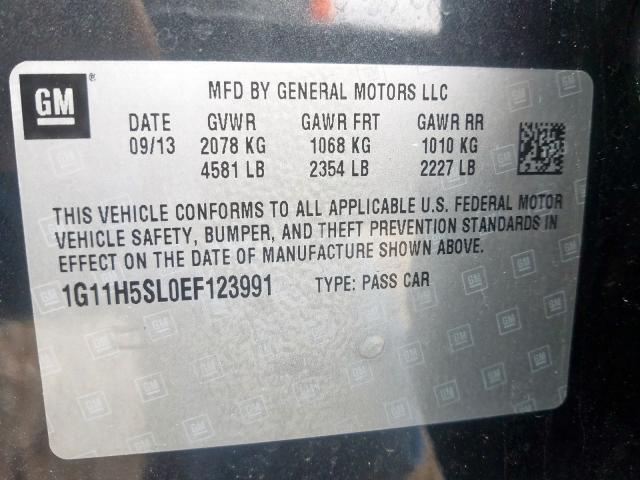 GM ®
MFD BY GENERAL MOTORS LLC
DATE GVWR GAWR FRT GAWR RR
09/13 2078 KG 1068 KG 1010 KG
4581 LB 2354 LB 2227 LB
THIS VEHICLE CONFORMS TO ALL APPLICABLE U.S. FEDERAL MOTOR
VEHICLE SAFETY, BUMPER, AND THEFT PREVENTION STANDARDS IN
EFFECT ON THE DATE OF MANUFACTURE SHOWN ABOVE.
1G11H5SL0EF123991 TYPE: PASS CAR